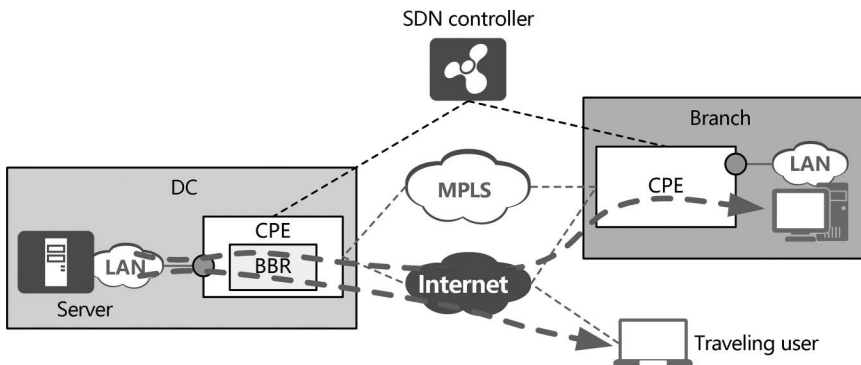 SDN controller
Branch
DC
MPLS
CPE
LAN
CPE
LAN
BBR
Internet
Server
Traveling user